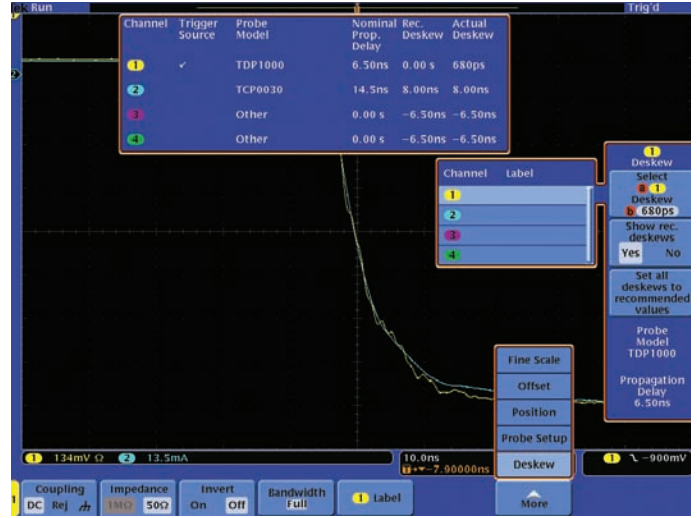 Run Trig'd
Channel Trigger Source Probe Model Nominal Prop. Delay Rec. Deskew Actual Deskew
1 ✓ TDP1000 6.50ns 0.00 s 680ps
2 TCP0030 14.5ns 8.00ns 8.00ns
3 Other 0.00 s −6.50ns −6.50ns
4 Other 0.00 s −6.50ns −6.50ns
Channel Label
1
2
3
4
1
Deskew
Select
a 1
Deskew
b 680ps
Show rec.
deskews
Yes No
Set all
deskews to
recommended
values
Probe
Model
TDP1000
Propagation
Delay
6.50ns
Fine Scale
Offset
Position
Probe Setup
Deskew
More
1 134mV Ω 2 13.5mA
10.0ns
−7.90000ns
1 −900mV
1
Coupling
DC Rej
Impedance
1MΩ 50Ω
Invert
On Off
Bandwidth
Full
1 Label